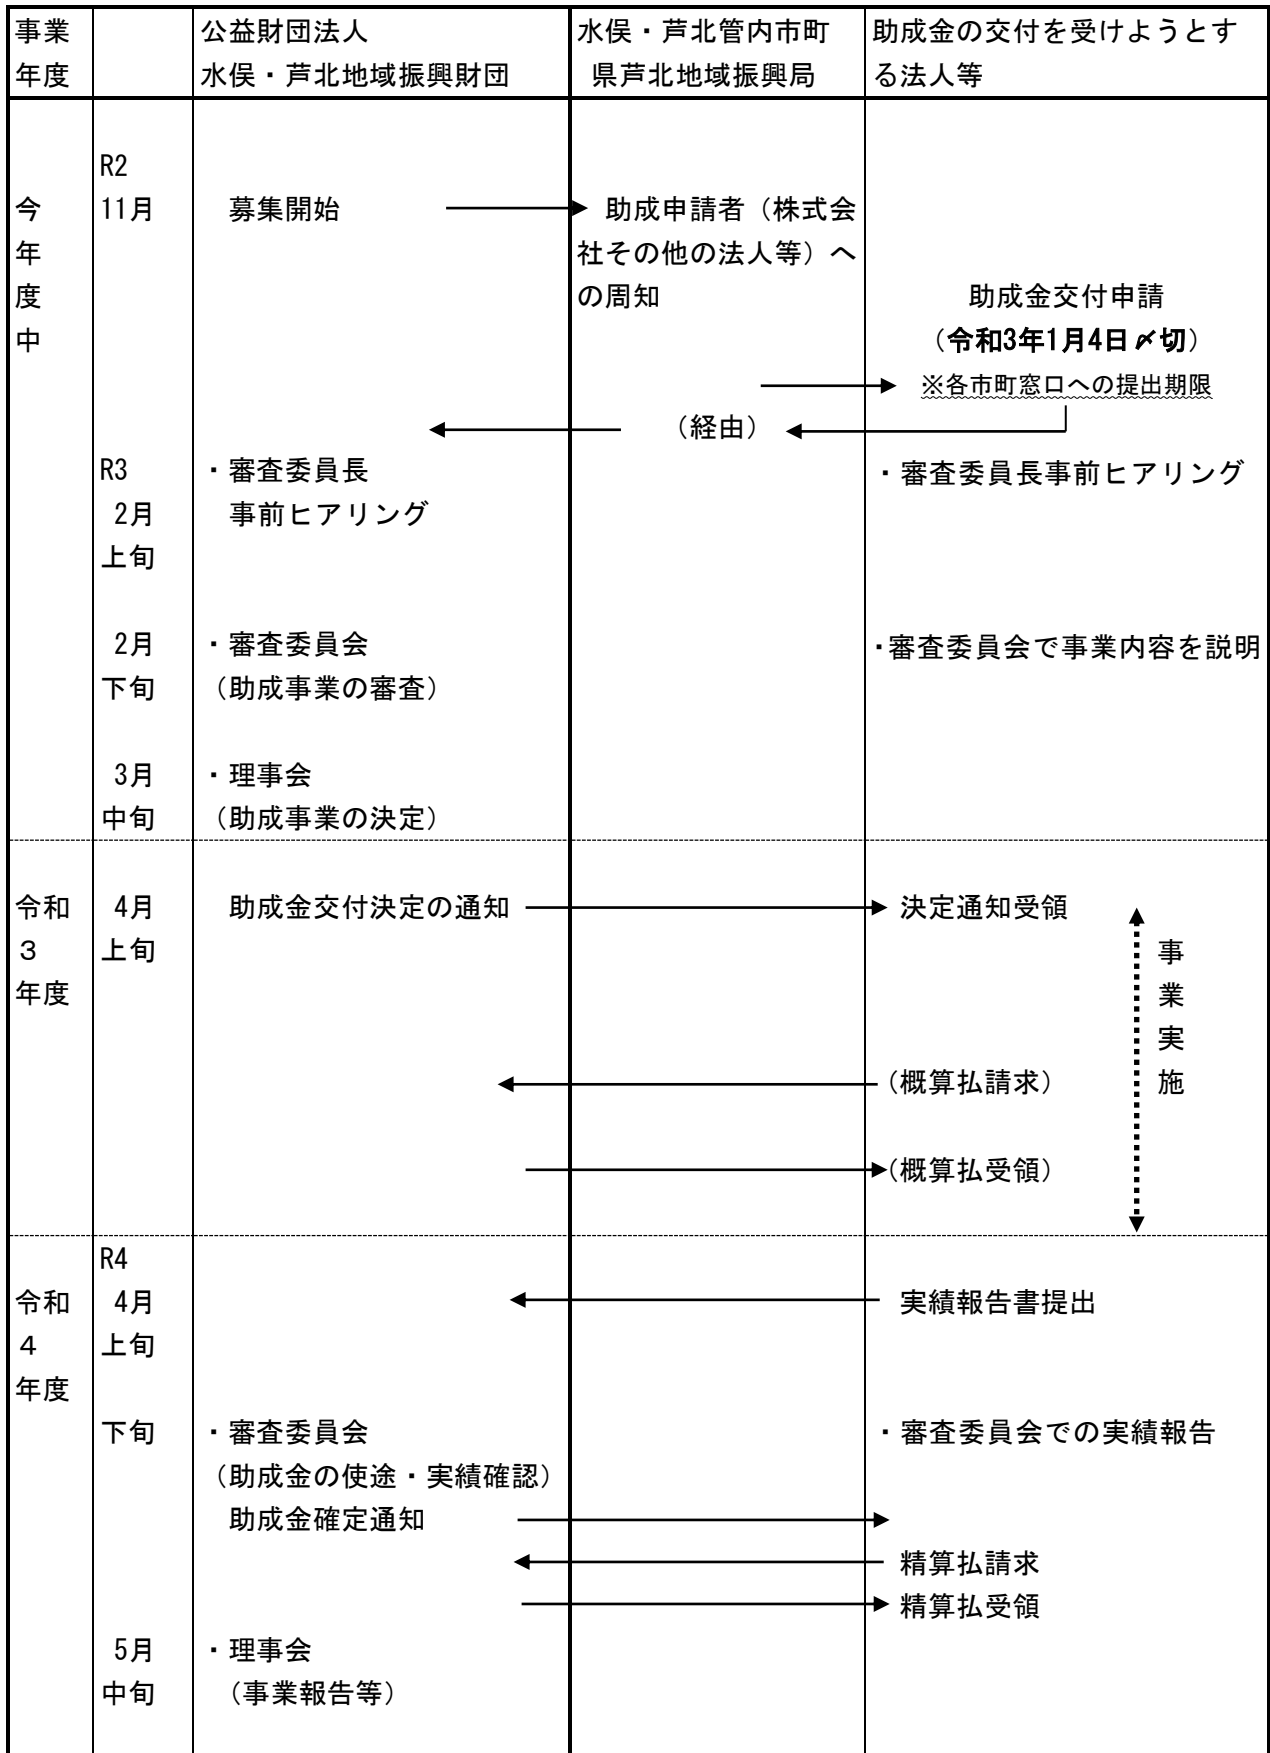 事業
年度
公益財団法人
水俣・芦北地域振興財団
水俣・芦北管内市町
県芦北地域振興局
助成金の交付を受けようとす
る法人等
今
年
度
中
R2
11月
募集開始
助成申請者（株式会
社その他の法人等）へ
の周知
助成金交付申請
（令和3年1月4日〆切）
※各市町窓口への提出期限
（経由）
R3
2月
上旬
・審査委員長
事前ヒアリング
・審査委員長事前ヒアリング
2月
下旬
・審査委員会
（助成事業の審査）
・審査委員会で事業内容を説明
3月
中旬
・理事会
（助成事業の決定）
令和
３
年度
4月
上旬
助成金交付決定の通知
決定通知受領
事
業
実
施
（概算払請求）
（概算払受領）
令和
４
年度
R4
4月
上旬
実績報告書提出
下旬
・審査委員会
（助成金の使途・実績確認）
助成金確定通知
・審査委員会での実績報告
精算払請求
精算払受領
5月
中旬
・理事会
（事業報告等）